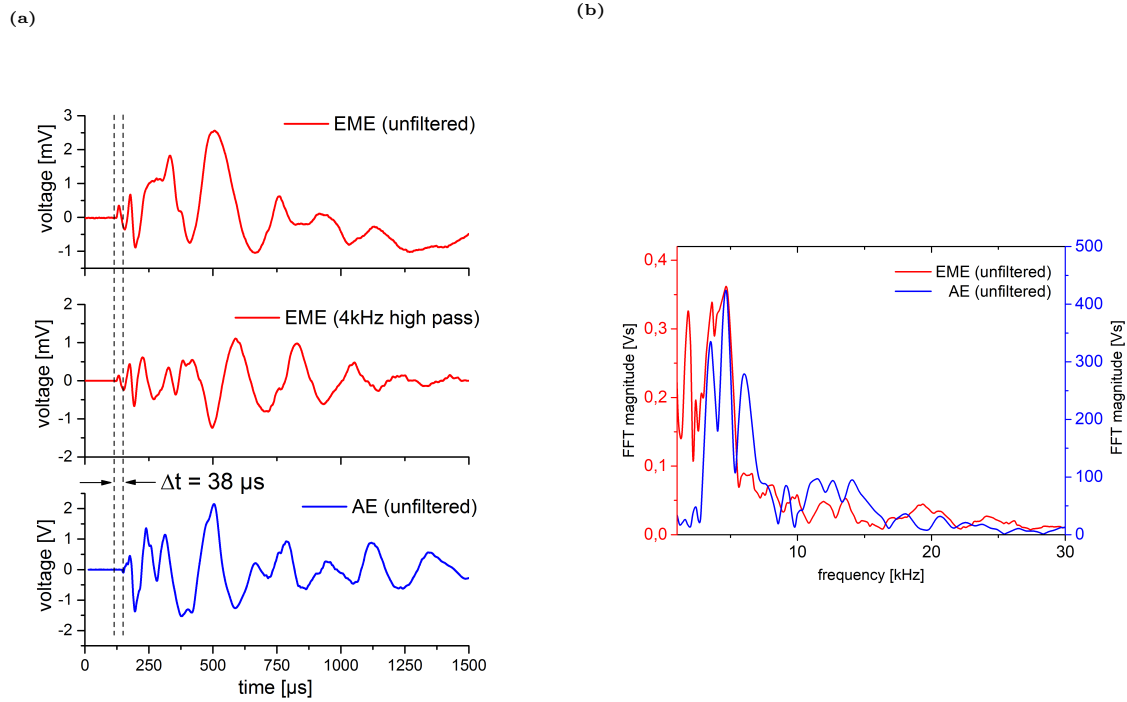 (a)
3
2
1
0
-1
voltage [mV]
EME (unfiltered)
2
1
0
-1
-2
voltage [mV]
EME (4kHz high pass)
Δt = 38 µs
2
1
0
-1
-2
voltage [V]
AE (unfiltered)
0
250
500
750
1000
1250
1500
time [µs]
(b)
0,4
0,3
0,2
0,1
0,0
FFT magnitude [Vs]
EME (unfiltered)
AE (unfiltered)
500
400
300
200
100
0
FFT magnitude [Vs]
10
20
30
frequency [kHz]